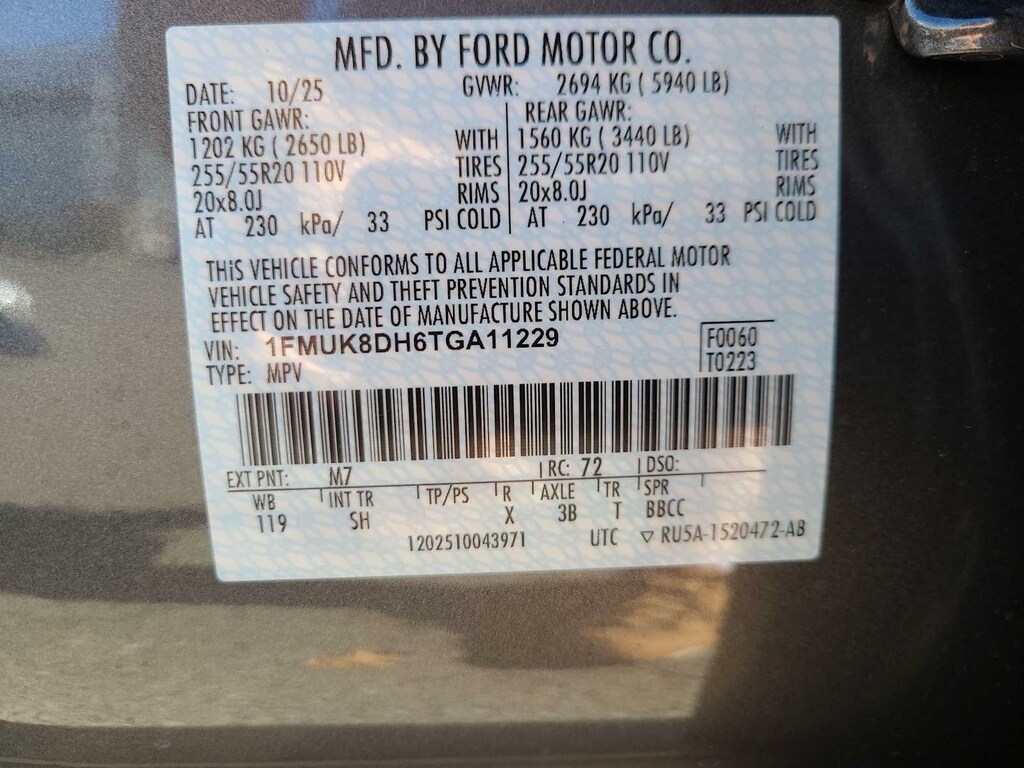 MFD. BY FORD MOTOR CO.
DATE: 10/25 GVWR: 2694 KG ( 5940 LB)
FRONT GAWR: REAR GAWR:
1202 KG ( 2650 LB) WITH 1560 KG ( 3440 LB) WITH
255/55R20 110V TIRES 255/55R20 110V TIRES
20x8.0J RIMS 20x8.0J RIMS
AT 230 kPa/ 33 PSI COLD AT 230 kPa/ 33 PSI COLD
THIS VEHICLE CONFORMS TO ALL APPLICABLE FEDERAL MOTOR
VEHICLE SAFETY AND THEFT PREVENTION STANDARDS IN
EFFECT ON THE DATE OF MANUFACTURE SHOWN ABOVE.
VIN: 1FMUK8DH6TGA11229 F0060
TYPE: MPV T0223
EXT PNT: M7 RC: 72 DSO:
WB INT TR TP/PS R AXLE TR SPR
119 SH X 3B T BBCC
1202510043971 UTC ▽ RU5A-1520472-AB